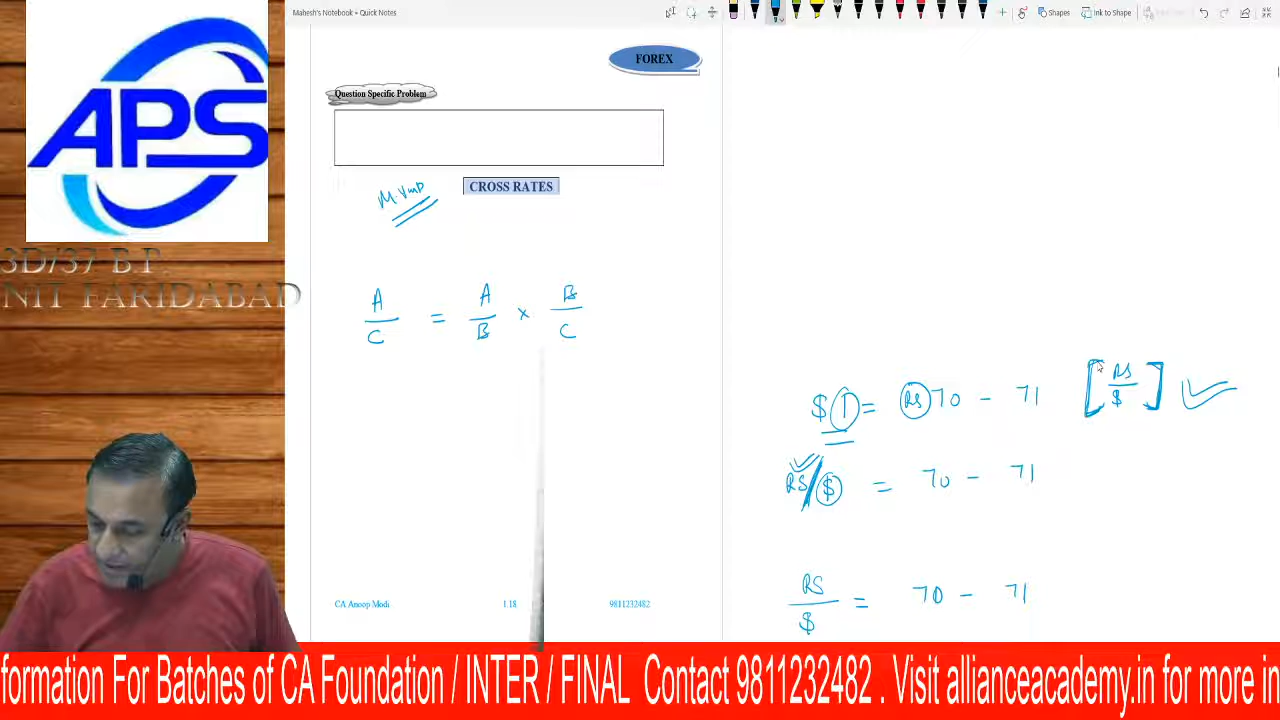 Mahesh's Notebook • Quick Notes
Shapes
Ink to Shape
APS
3D/37 B.P.
NIT FARIDABAD
FOREX
Question Specific Problem
M.Vmp
CROSS RATES
A/C = A/B × B/C
$ 1 = RS 70 - 71 [RS/$]
RS/$ = 70 - 71
RS/$ = 70 - 71
CA Anoop Modi
1.18
9811232482
formation For Batches of CA Foundation / INTER / FINAL Contact 9811232482 . Visit allianceacademy.in for more in